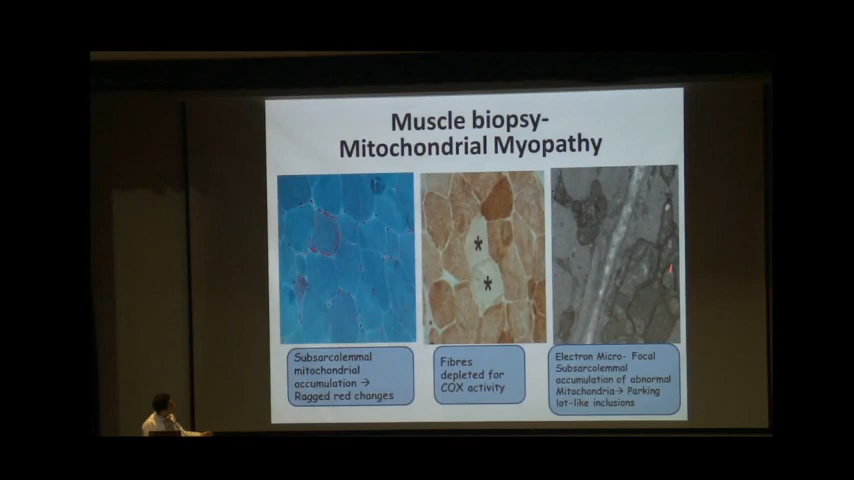 Muscle biopsy-
Mitochondrial Myopathy
*
*
Subsarcolemmal
mitochondrial
accumulation →
Ragged red changes
Fibres
depleted for
COX activity
Electron Micro- Focal
Subsarcolemmal
accumulation of abnormal
Mitochondria→ Parking
lot-like inclusions